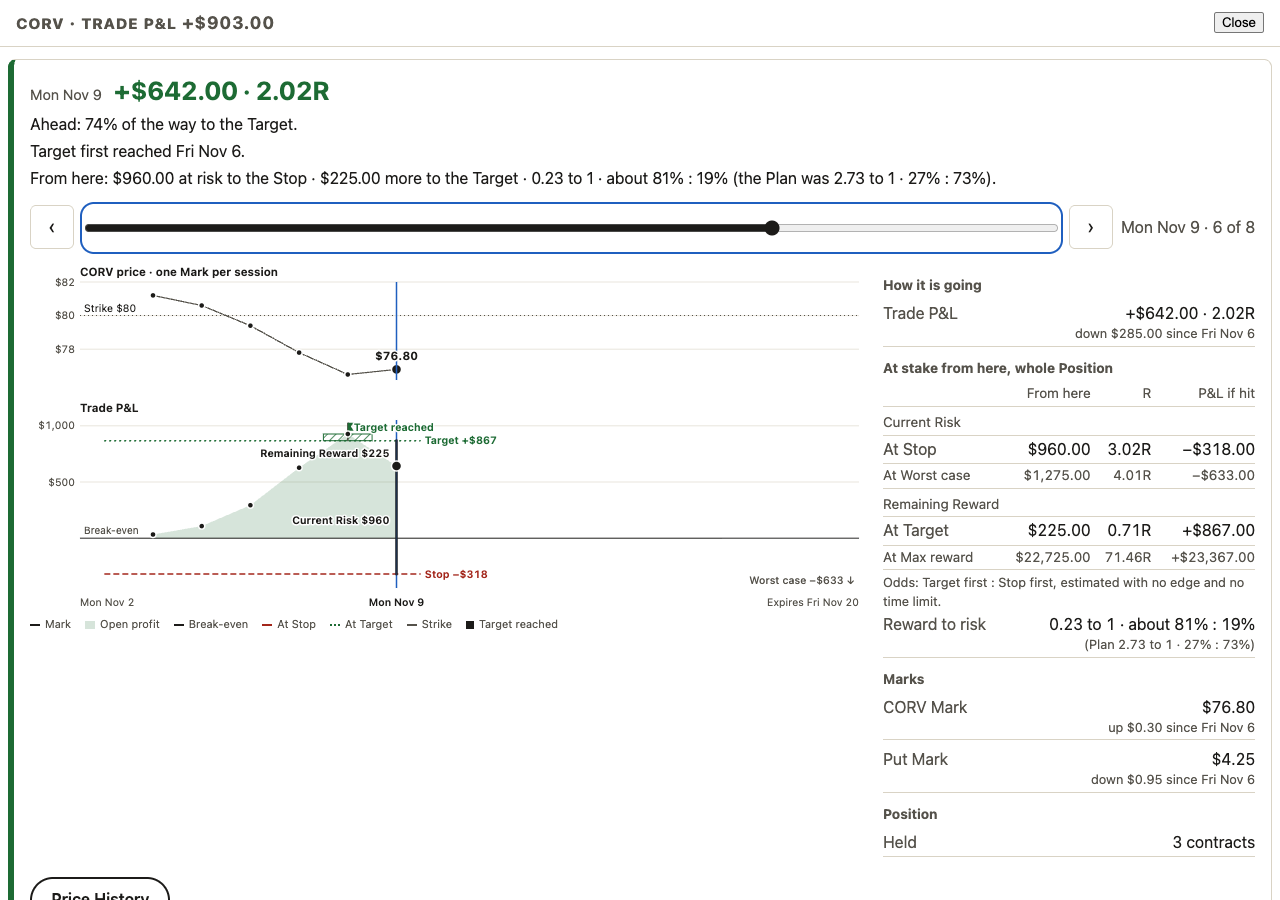 CORV · TRADE P&L +$903.00
Close
Mon Nov 9 +$642.00 · 2.02R
Ahead: 74% of the way to the Target.
Target first reached Fri Nov 6.
From here: $960.00 at risk to the Stop · $225.00 more to the Target · 0.23 to 1 · about 81% : 19% (the Plan was 2.73 to 1 · 27% : 73%).
‹
›
Mon Nov 9 · 6 of 8
CORV price · one Mark per session
$82
Strike $80
$80
$78
$76.80
Trade P&L
$1,000
Target reached
Target +$867
Remaining Reward $225
$500
Current Risk $960
Break-even
Stop −$318
Worst case −$633 ↓
Mon Nov 2
Mon Nov 9
Expires Fri Nov 20
Mark
Open profit
Break-even
At Stop
At Target
Strike
Target reached
How it is going
Trade P&L +$642.00 · 2.02R
down $285.00 since Fri Nov 6
At stake from here, whole Position
From here R P&L if hit
Current Risk
At Stop $960.00 3.02R −$318.00
At Worst case $1,275.00 4.01R −$633.00
Remaining Reward
At Target $225.00 0.71R +$867.00
At Max reward $22,725.00 71.46R +$23,367.00
Odds: Target first : Stop first, estimated with no edge and no
time limit.
Reward to risk 0.23 to 1 · about 81% : 19%
(Plan 2.73 to 1 · 27% : 73%)
Marks
CORV Mark $76.80
up $0.30 since Fri Nov 6
Put Mark $4.25
down $0.95 since Fri Nov 6
Position
Held 3 contracts
Price History